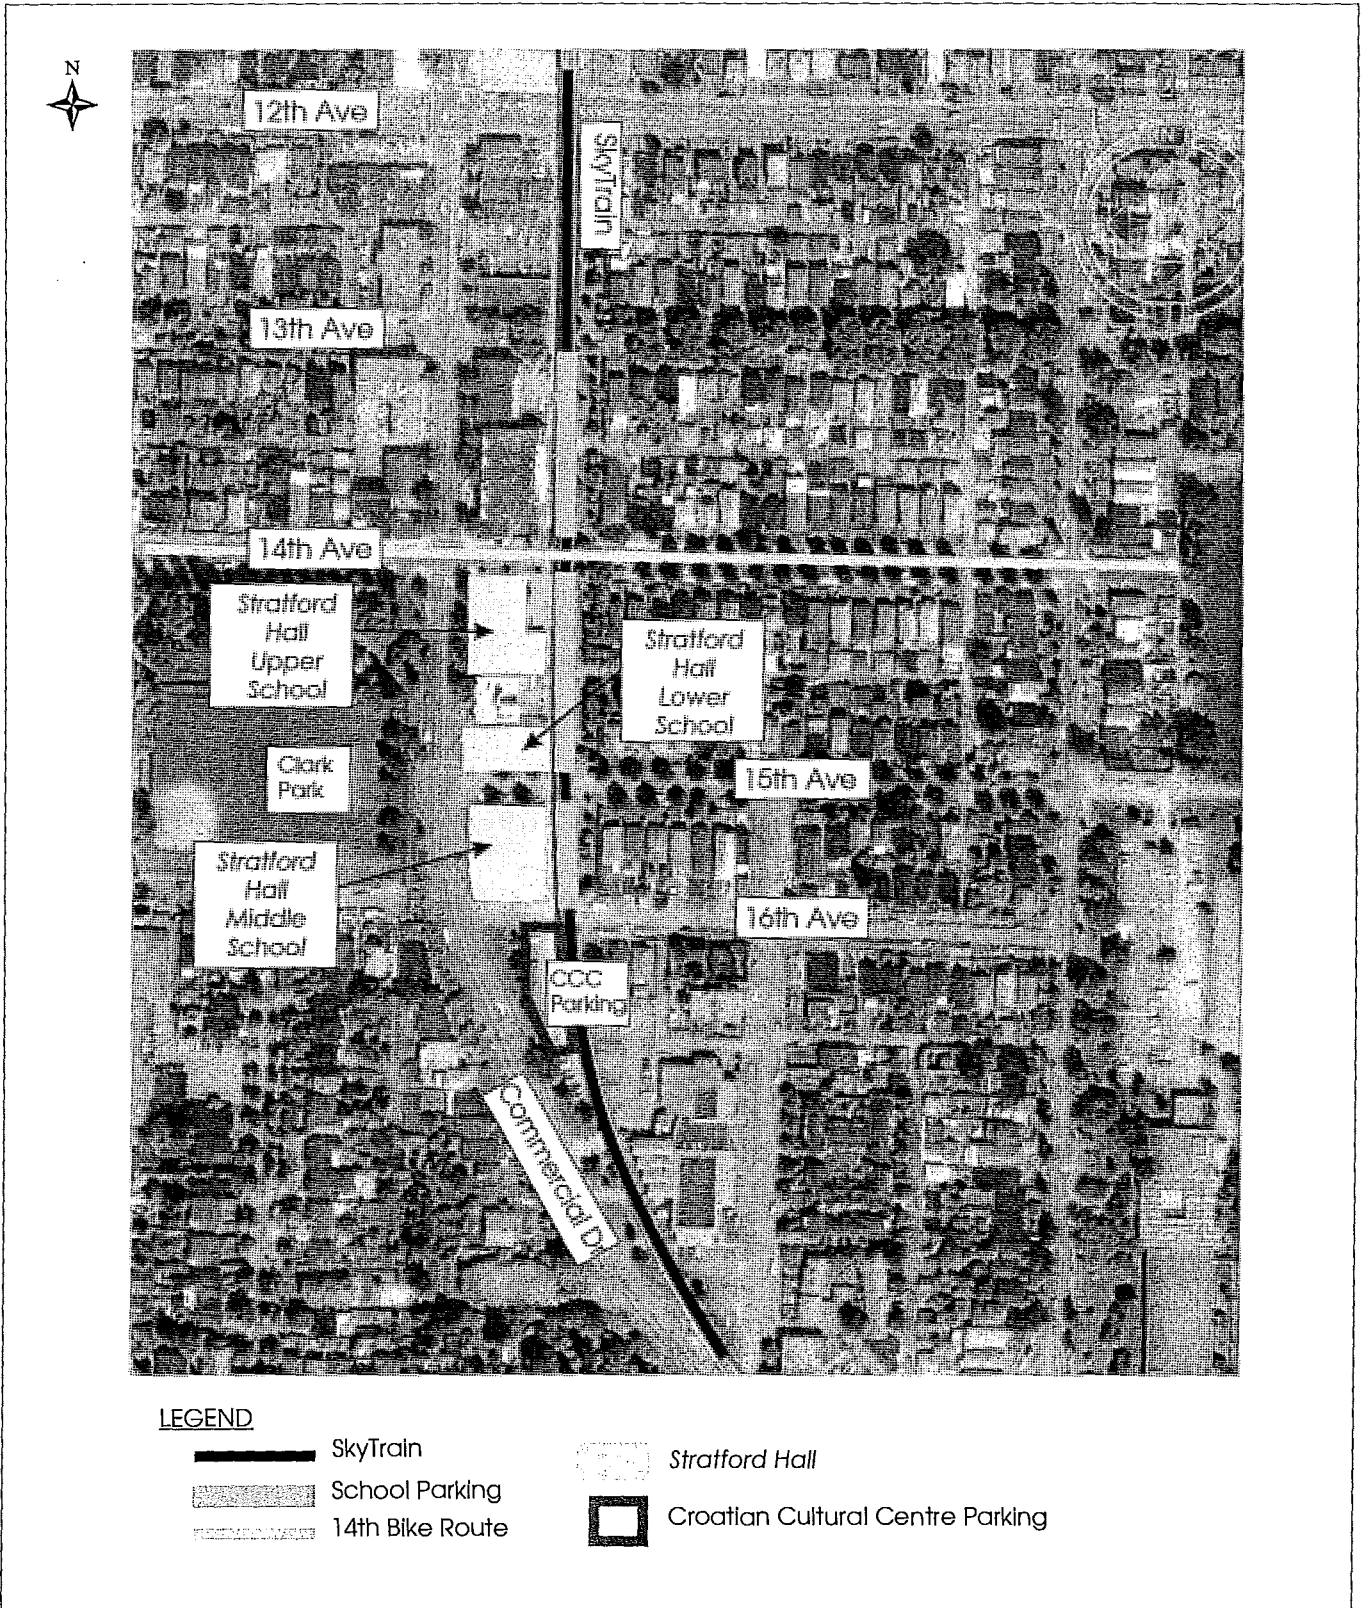 N
12th Ave
SkyTrain
13th Ave
14th Ave
Stratford
Hall
Upper
School
Stratford
Hall
Lower
School
Clark
Park
15th Ave
Stratford
Hall
Middle
School
16th Ave
CCC
Parking
Commercial Dr
LEGEND
SkyTrain
School Parking
14th Bike Route
Stratford Hall
Croatian Cultural Centre Parking